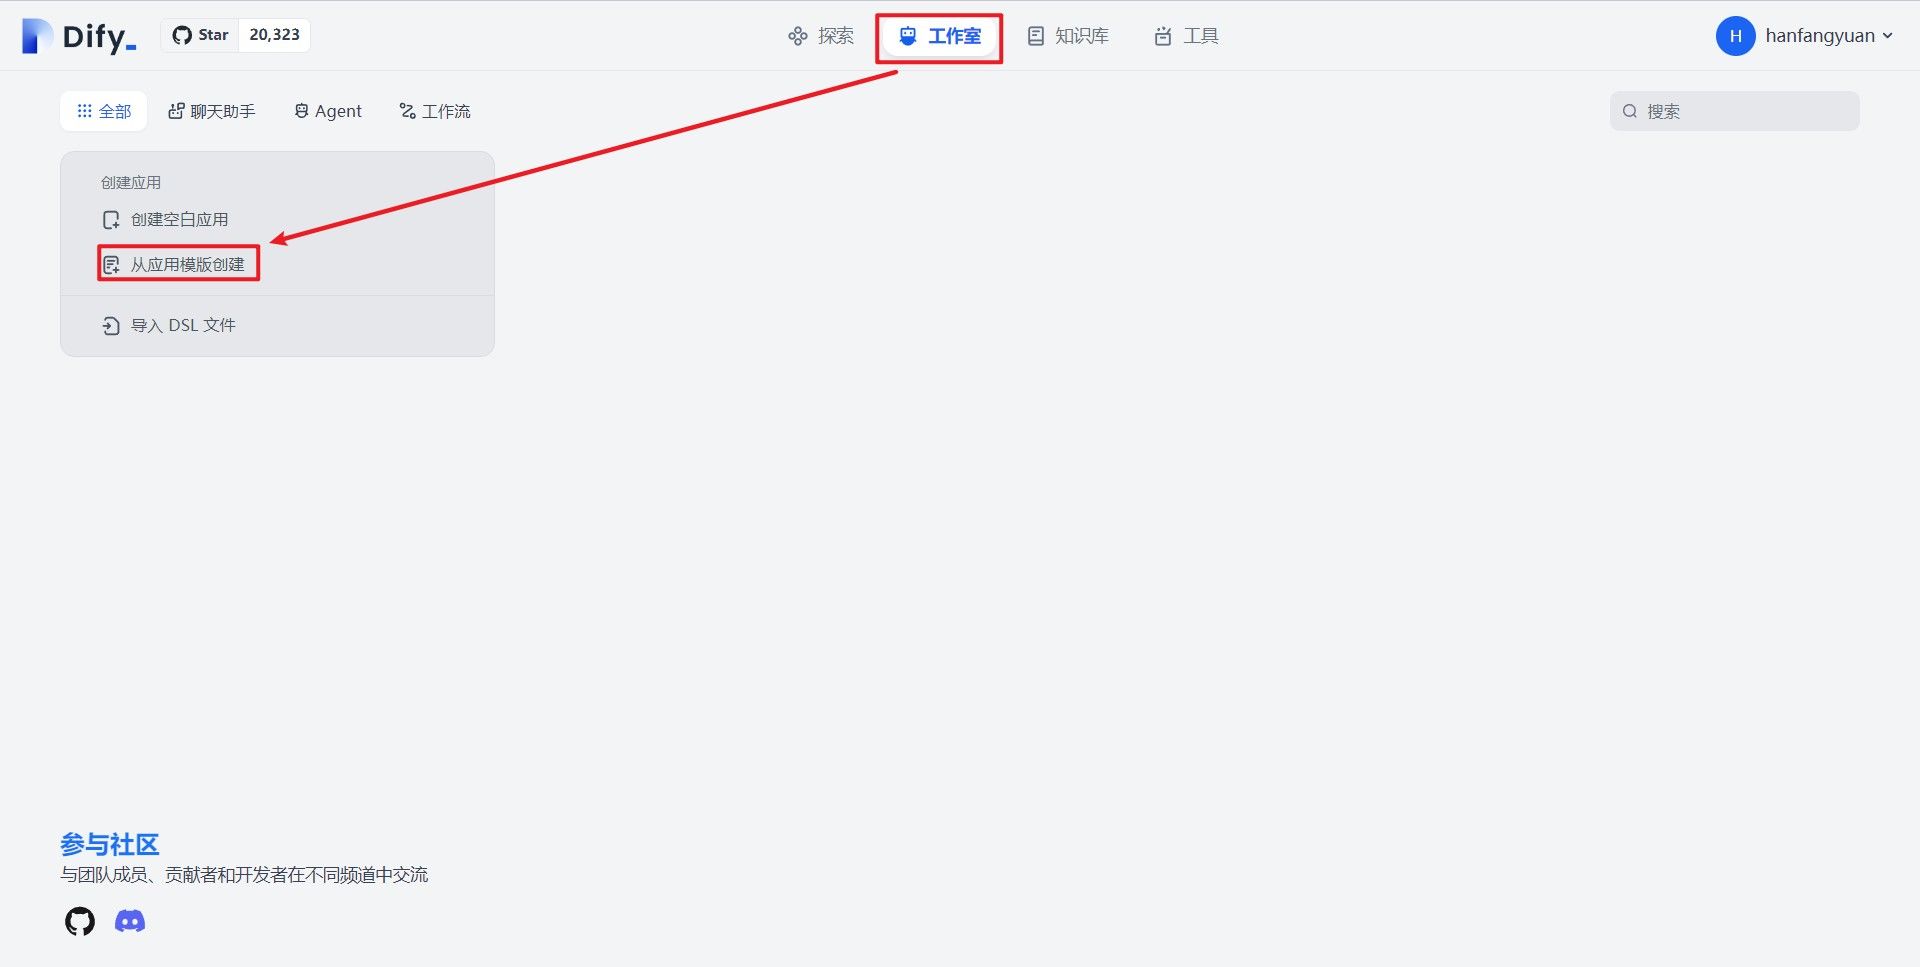 Dify_
Star 20,323
探索
工作室
知识库
工具
H hanfangyuan
全部
聊天助手
Agent
工作流
搜索
创建应用
创建空白应用
从应用模版创建
导入 DSL 文件
参与社区
与团队成员、贡献者和开发者在不同频道中交流